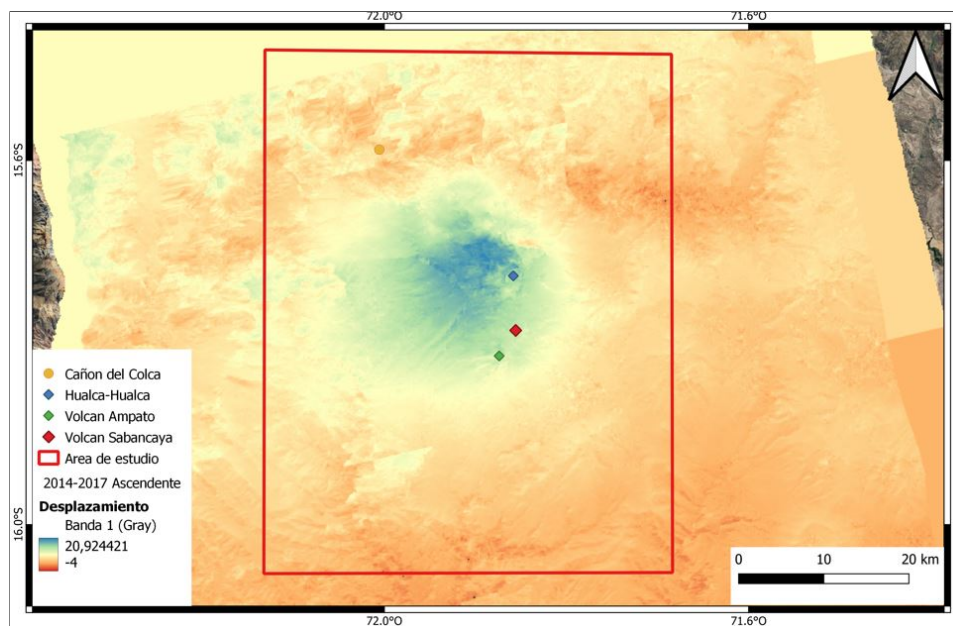 72.0°O 71.6°O
15.6°S
16.0°S
Cañon del Colca
Hualca-Hualca
Volcan Ampato
Volcan Sabancaya
Area de estudio
2014-2017 Ascendente
Desplazamiento
Banda 1 (Gray)
20,924421
-4
0 10 20 km
72.0°O 71.6°O